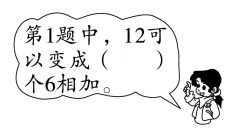 第1题中，12可
以变成（　　）
个6相加。